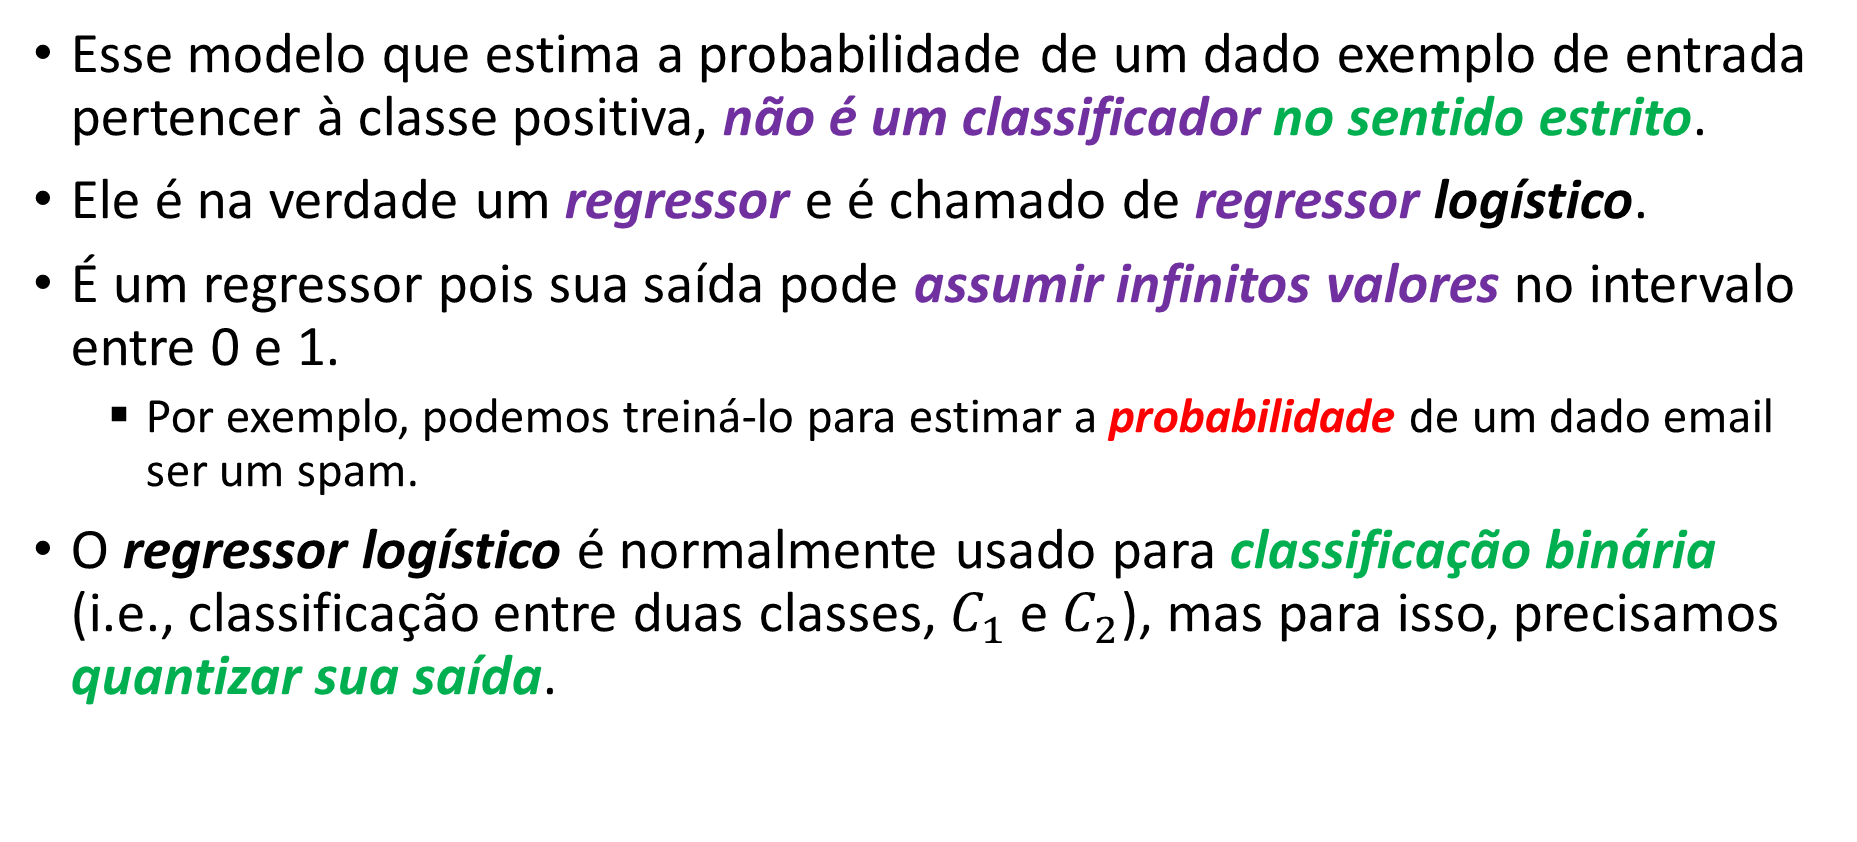 • Esse modelo que estima a probabilidade de um dado exemplo de entrada
pertencer à classe positiva, não é um classificador no sentido estrito.
• Ele é na verdade um regressor e é chamado de regressor logístico.
• É um regressor pois sua saída pode assumir infinitos valores no intervalo
entre 0 e 1.
▪ Por exemplo, podemos treiná-lo para estimar a probabilidade de um dado email
ser um spam.
• O regressor logístico é normalmente usado para classificação binária
(i.e., classificação entre duas classes, C₁ e C₂), mas para isso, precisamos
quantizar sua saída.